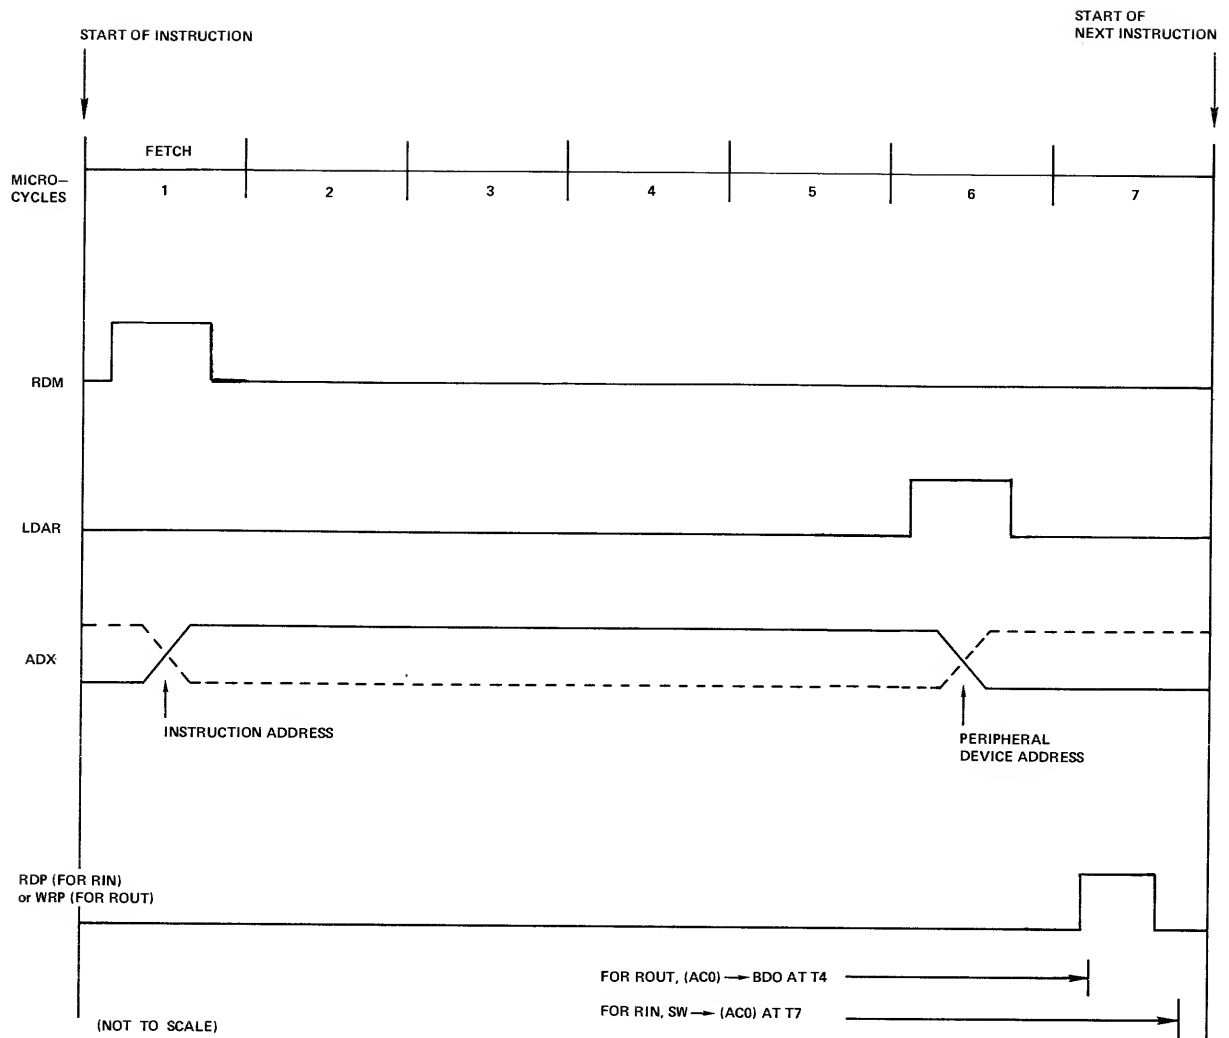 START OF INSTRUCTION
START OF
NEXT INSTRUCTION
FETCH
MICRO—
CYCLES
1 2 3 4 5 6 7
RDM
LDAR
ADX
INSTRUCTION ADDRESS
PERIPHERAL
DEVICE ADDRESS
RDP (FOR RIN)
or WRP (FOR ROUT)
FOR ROUT, (AC0) → BDO AT T4
FOR RIN, SW → (AC0) AT T7
(NOT TO SCALE)